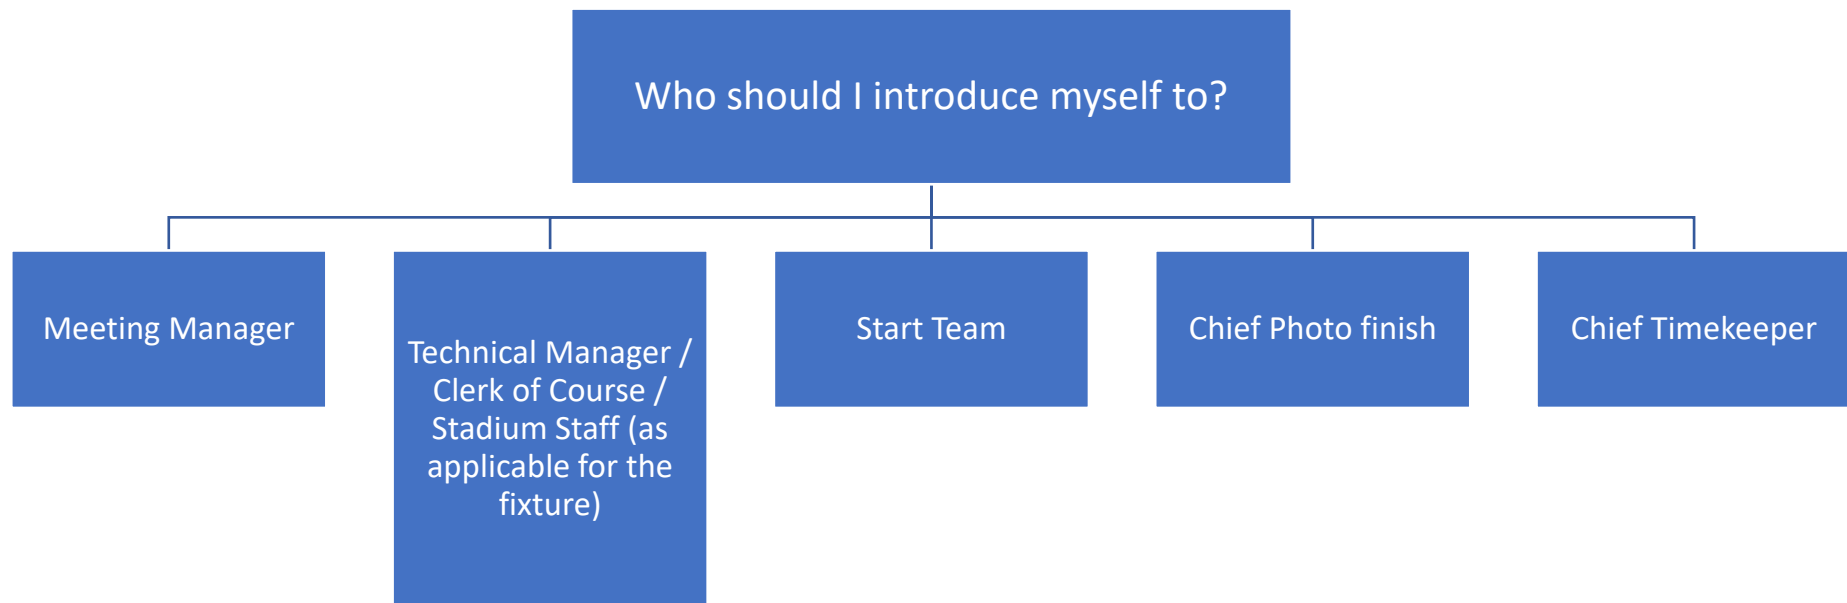 Who should I introduce myself to?
Meeting Manager
Technical Manager /
Clerk of Course /
Stadium Staff (as
applicable for the
fixture)
Start Team
Chief Photo finish
Chief Timekeeper